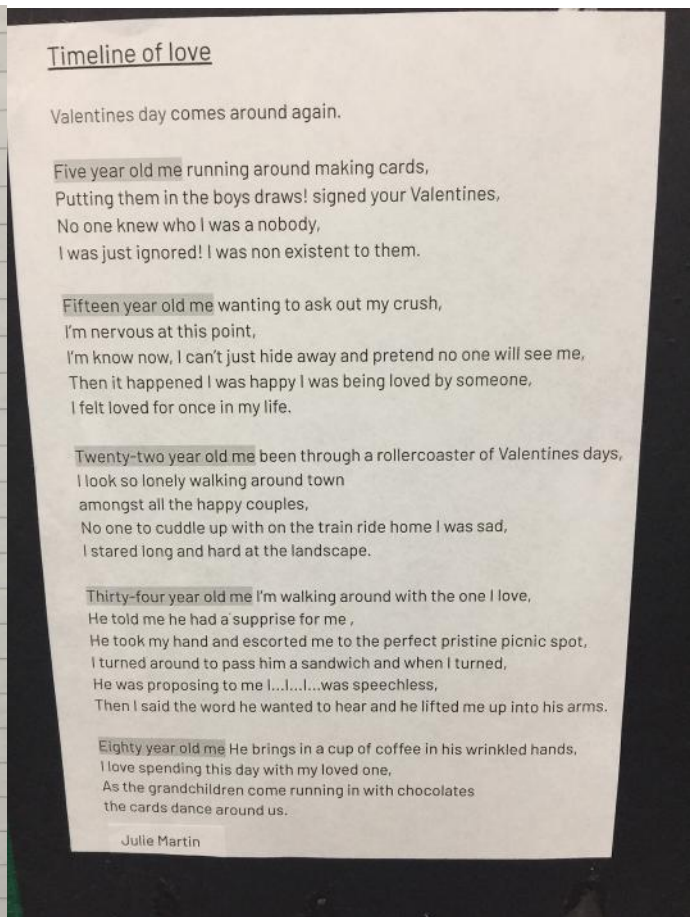 Timeline of love
Valentines day comes around again.
Five year old me running around making cards,
Putting them in the boys draws! signed your Valentines,
No one knew who I was a nobody,
I was just ignored! I was non existent to them.
Fifteen year old me wanting to ask out my crush,
I'm nervous at this point,
I'm know now, I can't just hide away and pretend no one will see me,
Then it happened I was happy I was being loved by someone,
I felt loved for once in my life.
Twenty-two year old me been through a rollercoaster of Valentines days,
I look so lonely walking around town
amongst all the happy couples,
No one to cuddle up with on the train ride home I was sad,
I stared long and hard at the landscape.
Thirty-four year old me I'm walking around with the one I love,
He told me he had a supprise for me ,
He took my hand and escorted me to the perfect pristine picnic spot,
I turned around to pass him a sandwich and when I turned,
He was proposing to me I...I...I...was speechless,
Then I said the word he wanted to hear and he lifted me up into his arms.
Eighty year old me He brings in a cup of coffee in his wrinkled hands,
I love spending this day with my loved one,
As the grandchildren come running in with chocolates
the cards dance around us.
Julie Martin